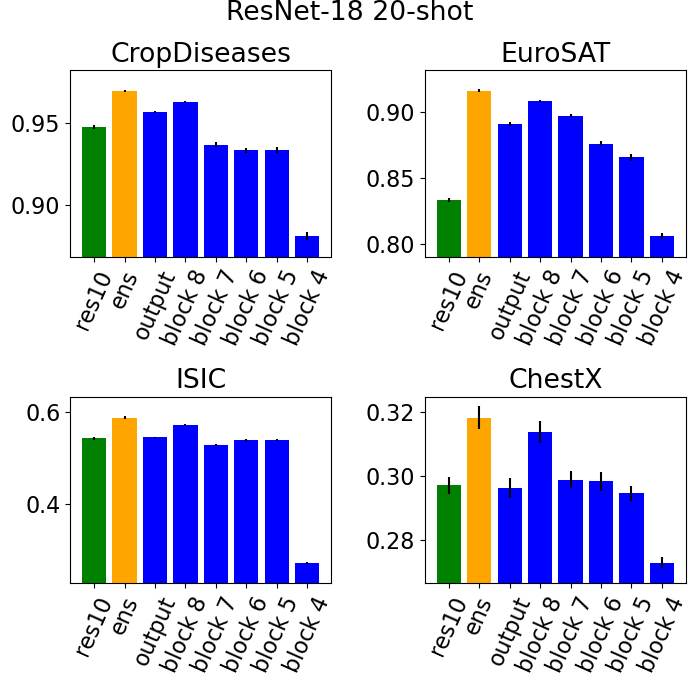 ResNet-18 20-shot
CropDiseases
0.95
0.90
res10
ens
output
block 8
block 7
block 6
block 5
block 4
EuroSAT
0.90
0.85
0.80
res10
ens
output
block 8
block 7
block 6
block 5
block 4
ISIC
0.6
0.4
res10
ens
output
block 8
block 7
block 6
block 5
block 4
ChestX
0.32
0.30
0.28
res10
ens
output
block 8
block 7
block 6
block 5
block 4